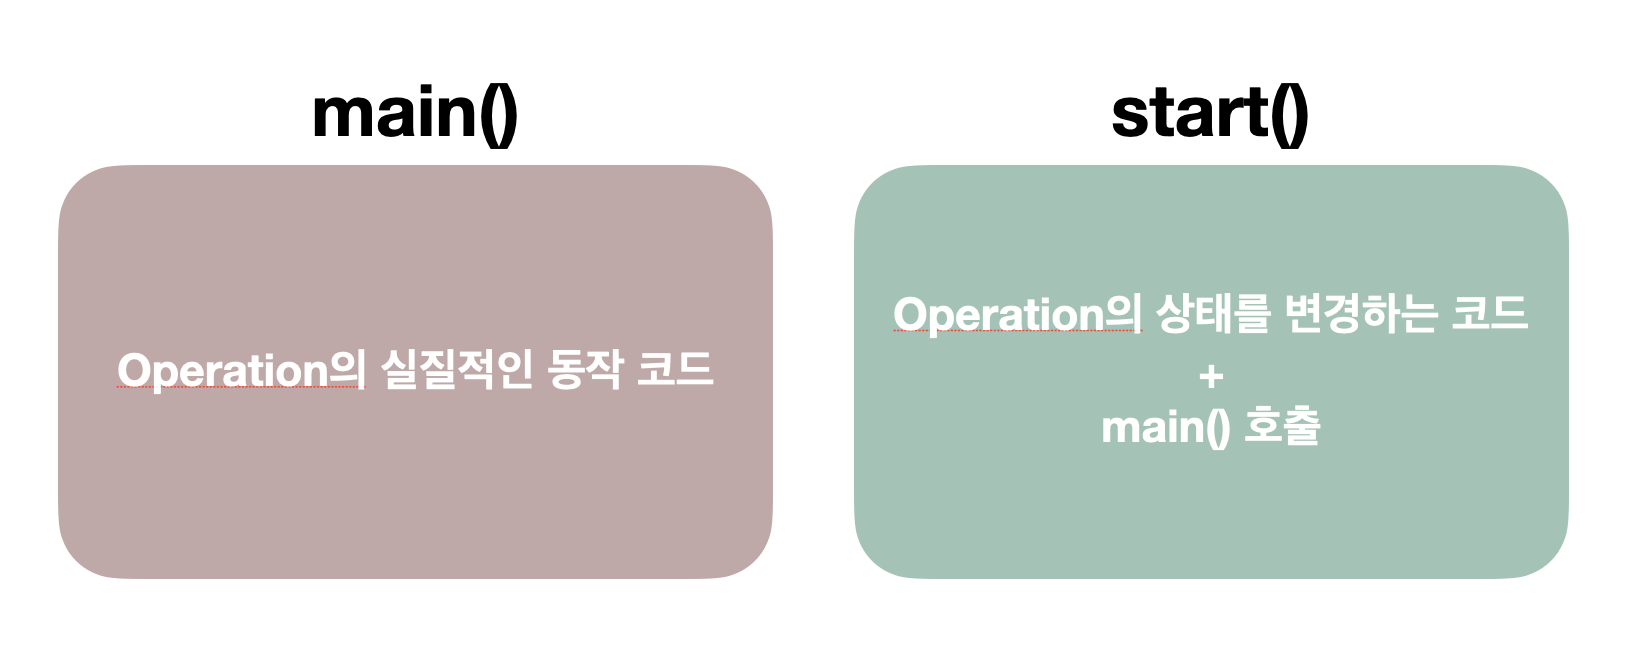 main()
Operation의 실질적인 동작 코드
start()
Operation의 상태를 변경하는 코드
+
main() 호출